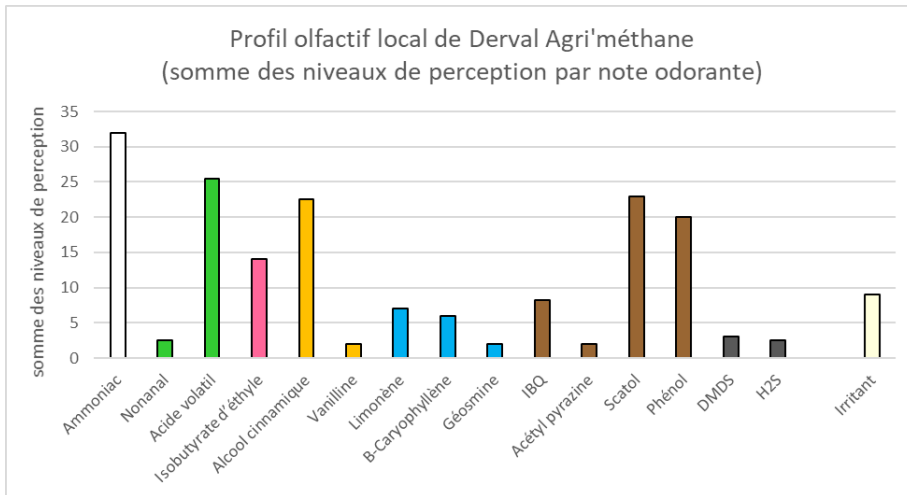 Profil olfactif local de Derval Agri'méthane
(somme des niveaux de perception par note odorante)
somme des niveaux de perception
35
30
25
20
15
10
5
0
Ammoniac
Nonanal
Acide volatil
Isobutyrate d'éthyle
Alcool cinnamique
Vanilline
Limonène
B-Caryophyllène
Géosmine
IBQ
Acétyl pyrazine
Scatol
Phénol
DMDS
H2S
Irritant